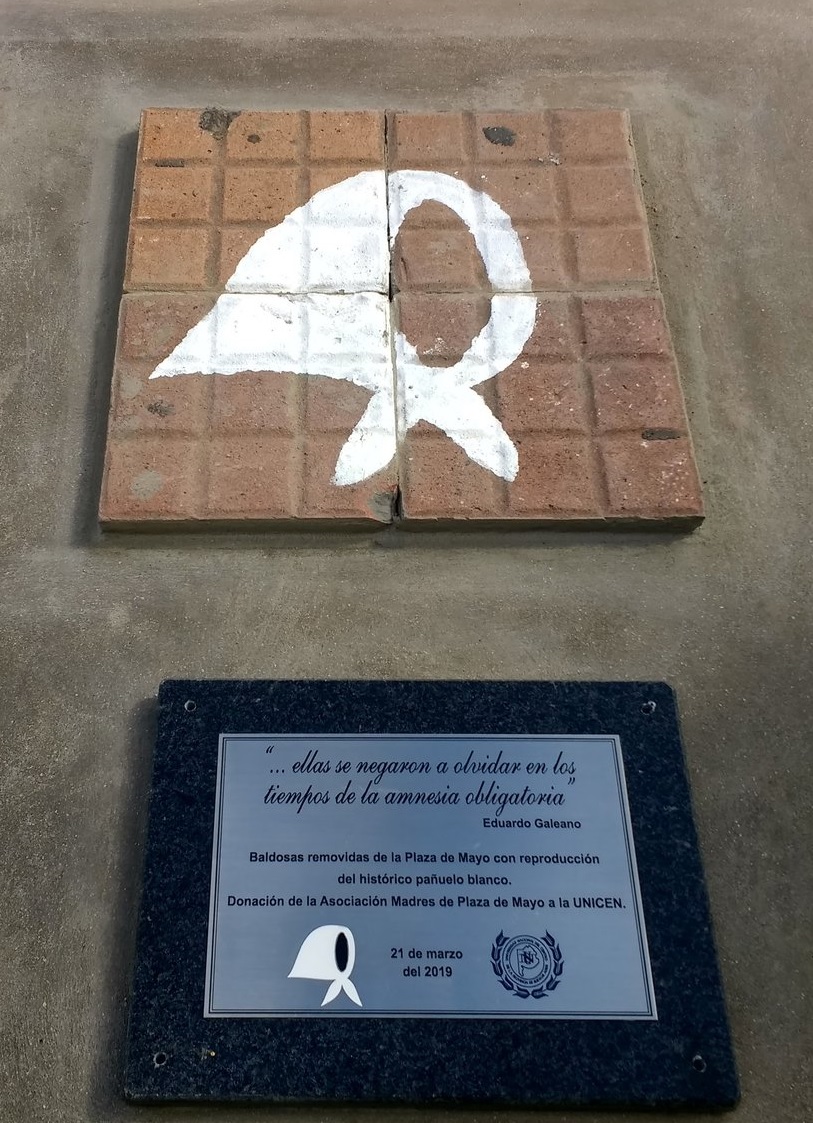 “... ellas se negaron a olvidar en los
tiempos de la amnesia obligatoria”
Eduardo Galeano
Baldosas removidas de la Plaza de Mayo con reproducción
del histórico pañuelo blanco.
Donación de la Asociación Madres de Plaza de Mayo a la UNICEN.
21 de marzo
del 2019